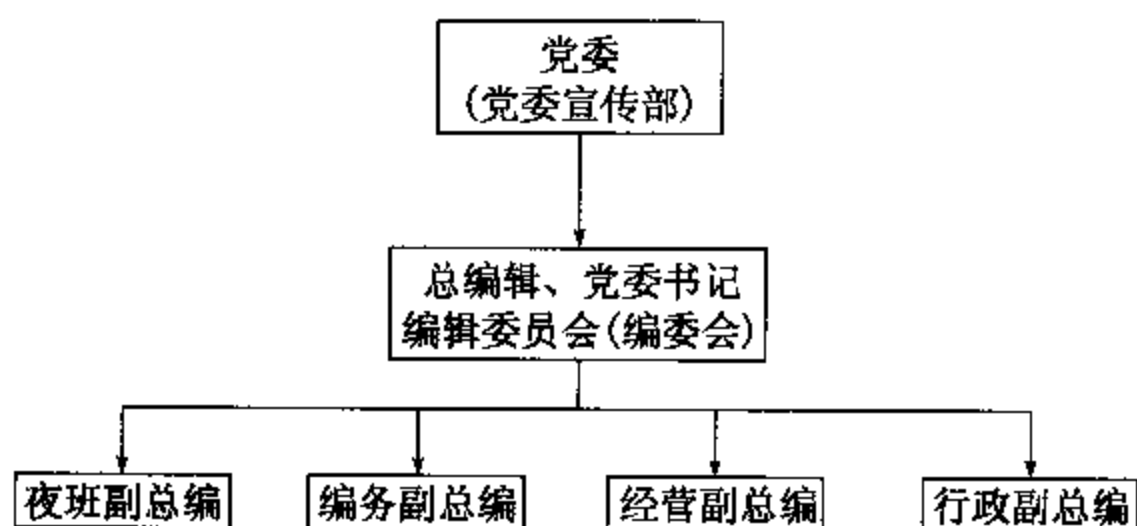 党委
(党委宣传部)
总编辑、党委书记
编辑委员会(编委会)
夜班副总编
编务副总编
经营副总编
行政副总编